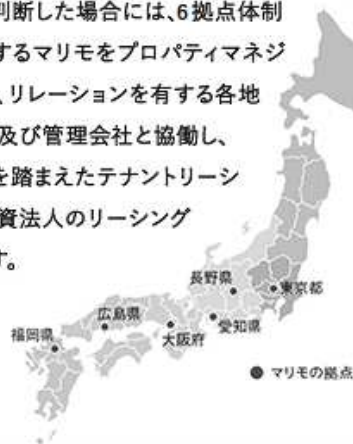 判断した場合には、6拠点体制
するマリモをプロパティマネジ
、リレーションを有する各地
及び管理会社と協働し、
を踏まえたテナントリーシ
資法人のリーシング
す。
長野県
東京都
広島県
愛知県
福岡県
大阪府
マリモの拠点